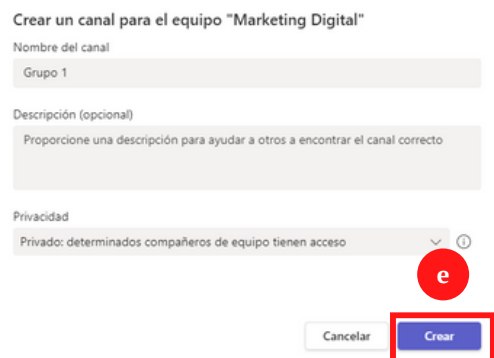 Crear un canal para el equipo "Marketing Digital"
Nombre del canal
Grupo 1
Descripción (opcional)
Proporcione una descripción para ayudar a otros a encontrar el canal correcto
Privacidad
Privado: determinados compañeros de equipo tienen acceso
e
Cancelar
Crear